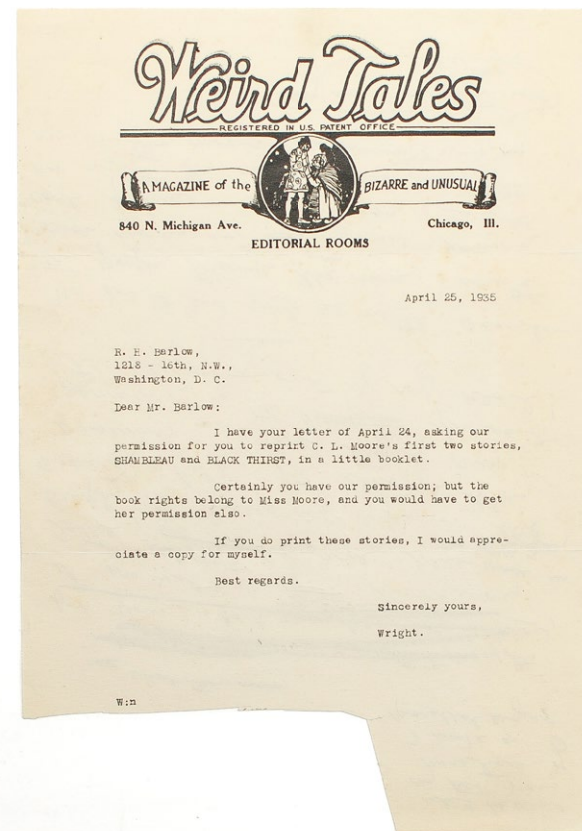 Weird Tales
REGISTERED IN U.S. PATENT OFFICE
A MAGAZINE of the BIZARRE and UNUSUAL
840 N. Michigan Ave. Chicago, Ill.
EDITORIAL ROOMS
April 25, 1935
R. H. Barlow,
1218 - 16th, N.W.,
Washington, D. C.
Dear Mr. Barlow:
I have your letter of April 24, asking our
permission for you to reprint C. L. Moore's first two stories,
SHAMBLEAU and BLACK THIRST, in a little booklet.
Certainly you have our permission; but the
book rights belong to Miss Moore, and you would have to get
her permission also.
If you do print these stories, I would appre-
ciate a copy for myself.
Best regards.
Sincerely yours,
Wright.
W:n